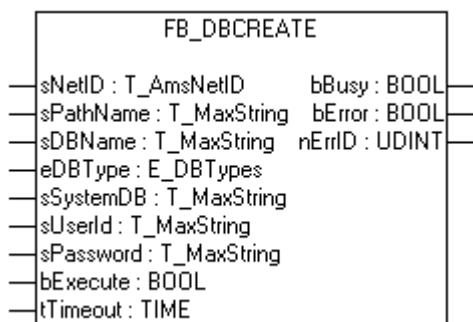 FB_DBCREATE
sNetID : T_AmsNetID bBusy : BOOL
sPathName : T_MaxString bError : BOOL
sDBName : T_MaxString nErrID : UDINT
eDBType : E_DBTypes
sSystemDB : T_MaxString
sUserId : T_MaxString
sPassword : T_MaxString
bExecute : BOOL
tTimeout : TIME